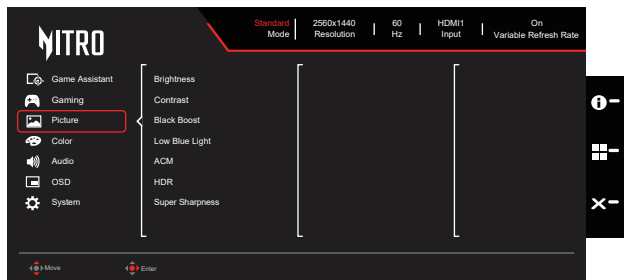 NITRO
Standard 2560x1440 60 HDMI1 On
Mode Resolution Hz Input Variable Refresh Rate
Game Assistant
Gaming
Picture
Color
Audio
OSD
System
Brightness
Contrast
Black Boost
Low Blue Light
ACM
HDR
Super Sharpness
Move Enter